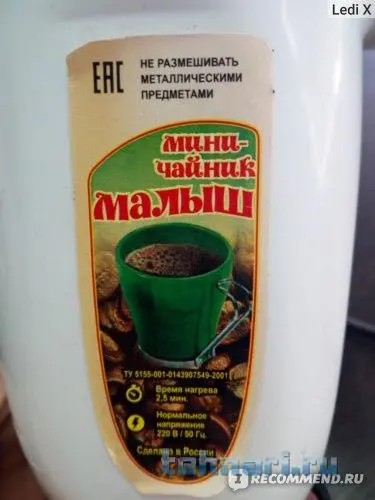 Ledi X
ЕАС
НЕ РАЗМЕШИВАТЬ
МЕТАЛЛИЧЕСКИМИ
ПРЕДМЕТАМИ
МИНИ-
ЧАЙНИК
МАЛЫШ
ТУ 5155-001-0143907549-2001
Время нагрева
2,5 мин.
Нормальное
напряжение
220 В / 50 Гц.
Сделано в России
IRECOMMEND.RU